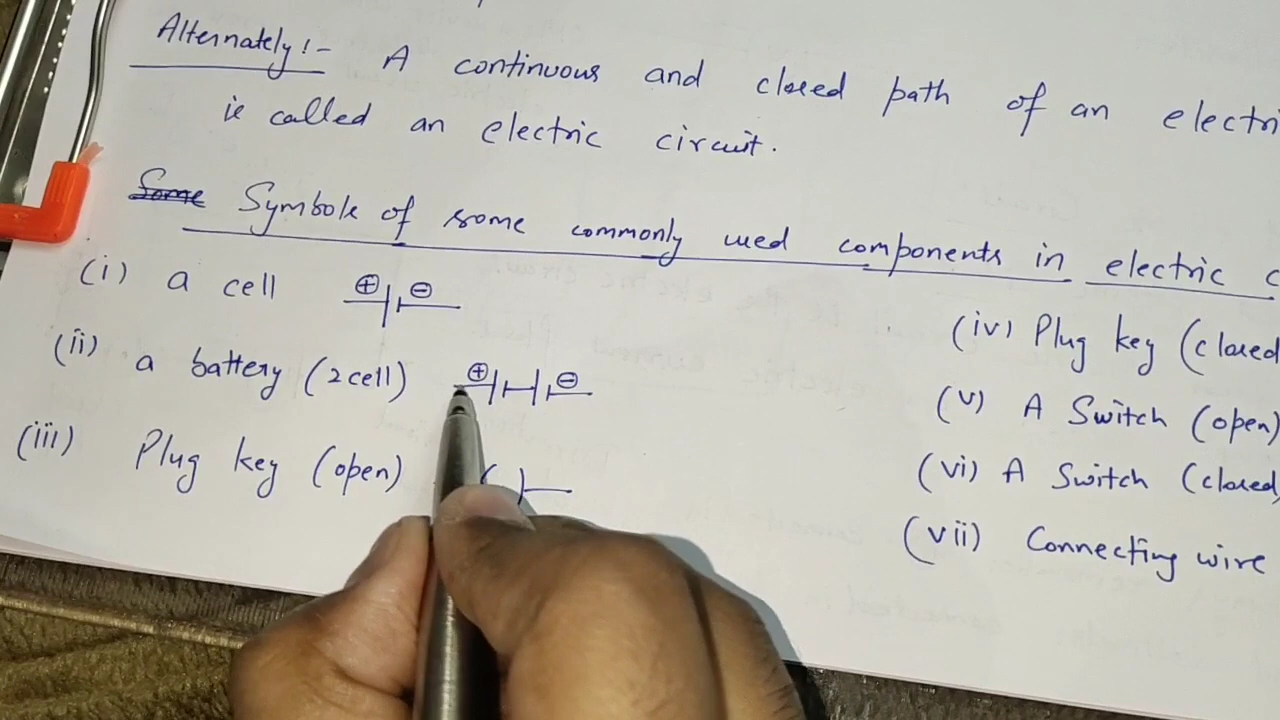 Alternately:- A continuous and closed path of an electri
is called an electric circuit.
Some Symbols of some commonly used components in electric c
(i) a cell ⊕ ⊖
(ii) a battery (2cell) ⊕ ⊖
(iii) Plug key (open) ( )
(iv) Plug key (closed
(v) A Switch (open)
(vi) A Switch (closed)
(vii) Connecting wire